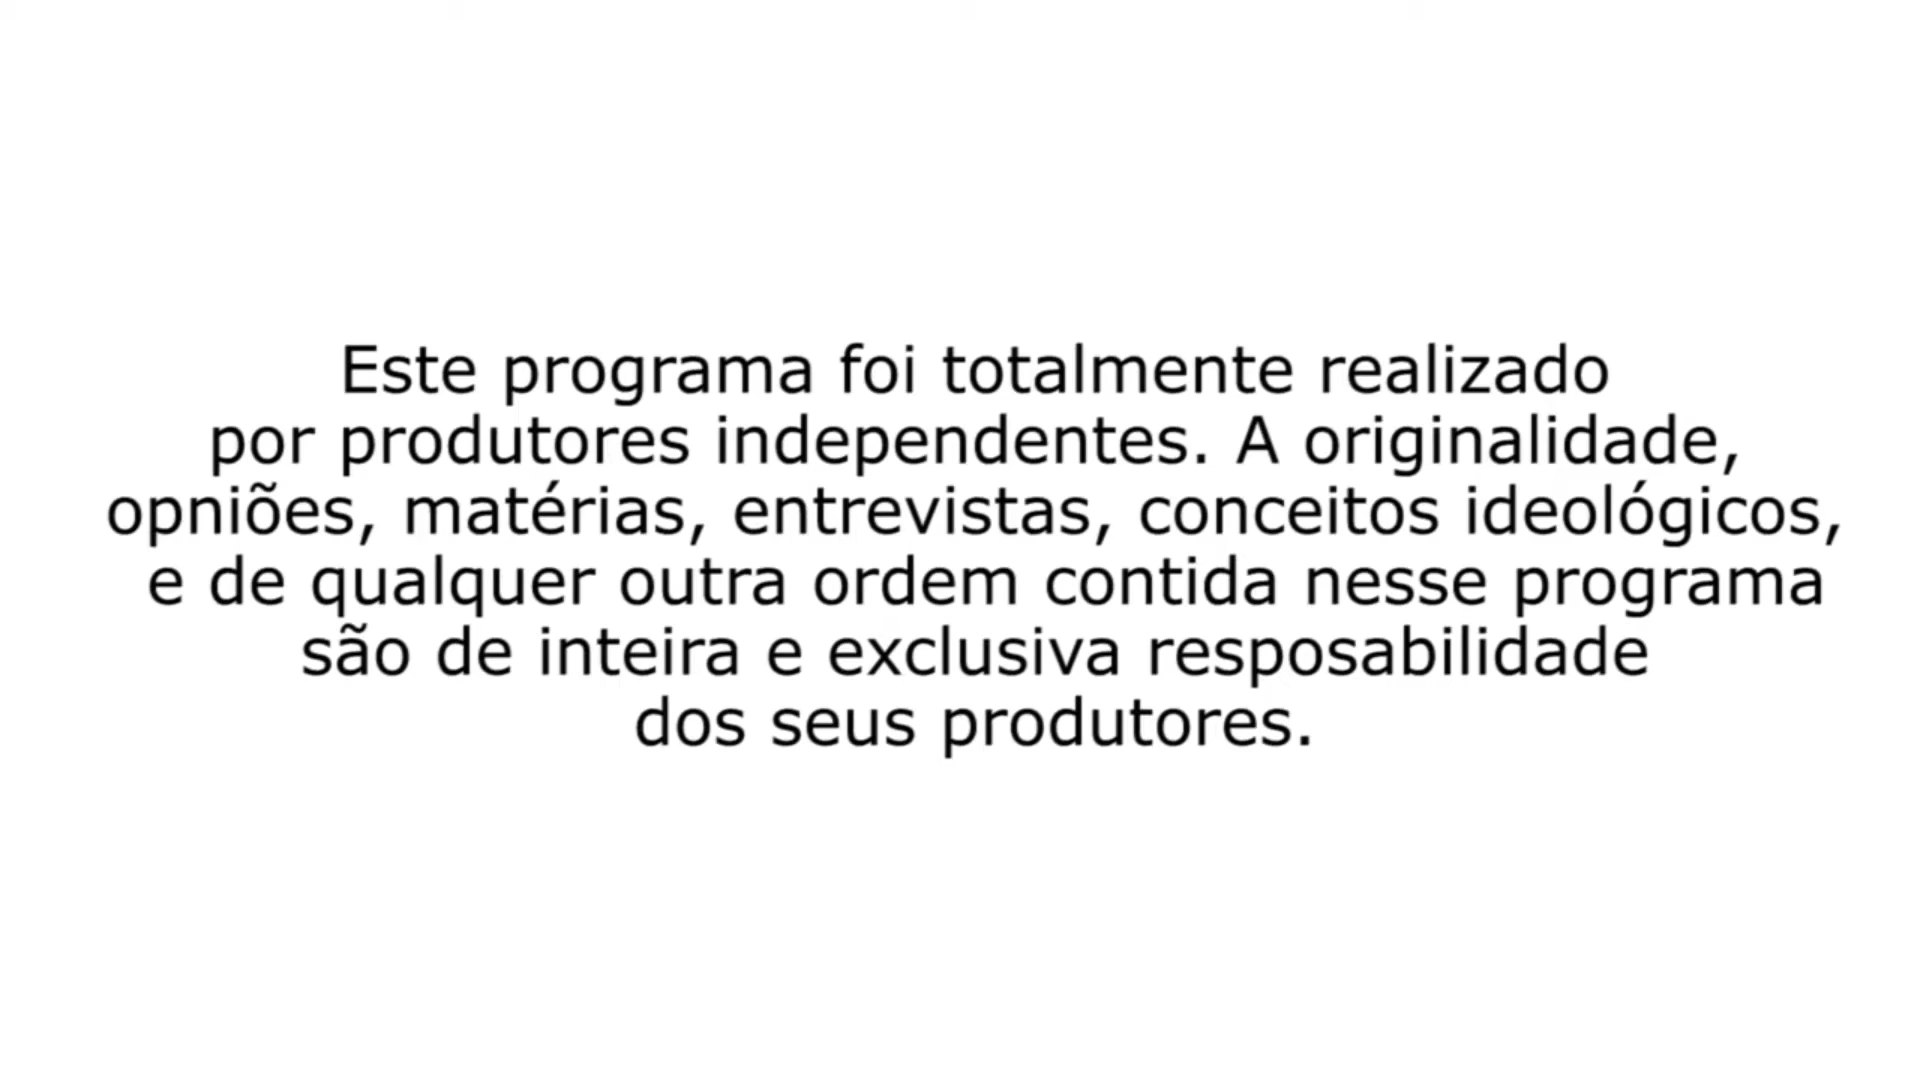 Este programa foi totalmente realizado
por produtores independentes. A originalidade,
opniões, matérias, entrevistas, conceitos ideológicos,
e de qualquer outra ordem contida nesse programa
são de inteira e exclusiva resposabilidade
dos seus produtores.